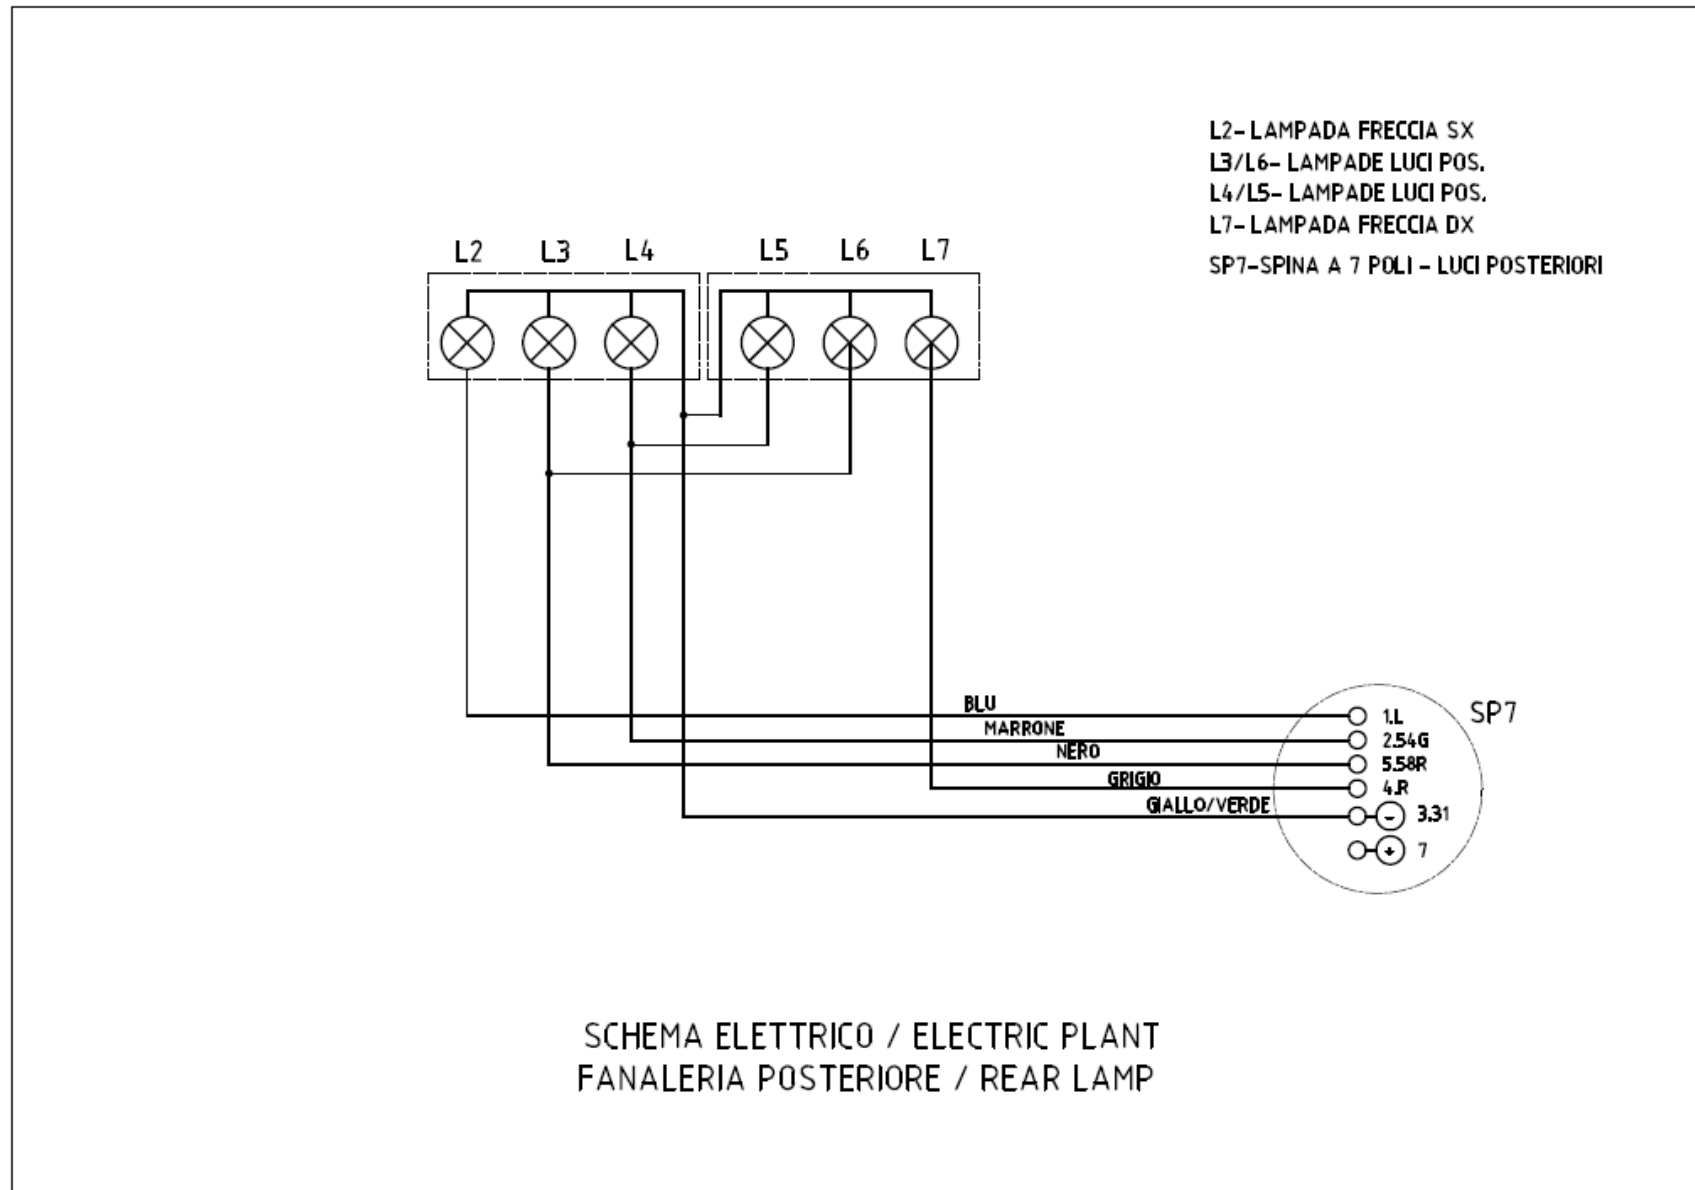 L2-LAMPADA FRECCIA SX
L3/L6- LAMPADE LUCI POS.
L4/L5- LAMPADE LUCI POS.
L7-LAMPADA FRECCIA DX
SP7-SPINA A 7 POLI - LUCI POSTERIORI
L2 L3 L4 L5 L6 L7
BLU
MARRONE
NERO
GRIGIO
GIALLO/VERDE
SP7
1.L
2.54G
5.58R
4.R
- 3.31
+ 7
SCHEMA ELETTRICO / ELECTRIC PLANT
FANALERIA POSTERIORE / REAR LAMP